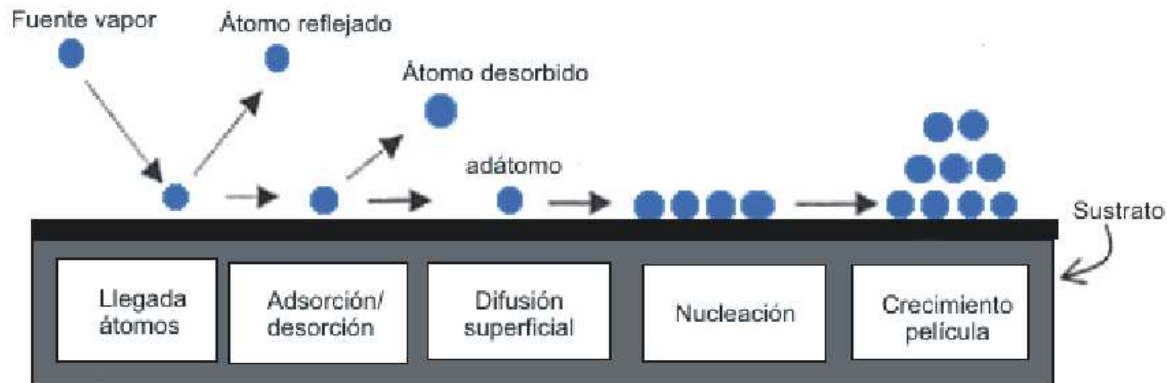 Fuente vapor
Átomo reflejado
Átomo desorbido
adátomo
Sustrato
Llegada
átomos
Adsorción/
desorción
Difusión
superficial
Nucleación
Crecimiento
película